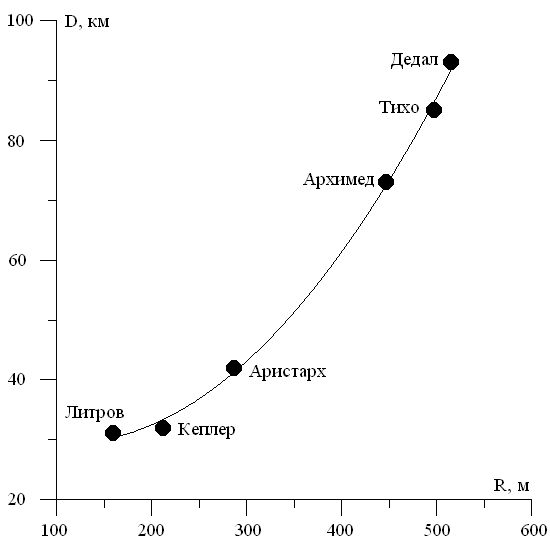 100
D, км
Дедал
Тихо
80
Архимед
60
Аристарх
40
Литров
Кеплер
R, м
20
100
200
300
400
500
600